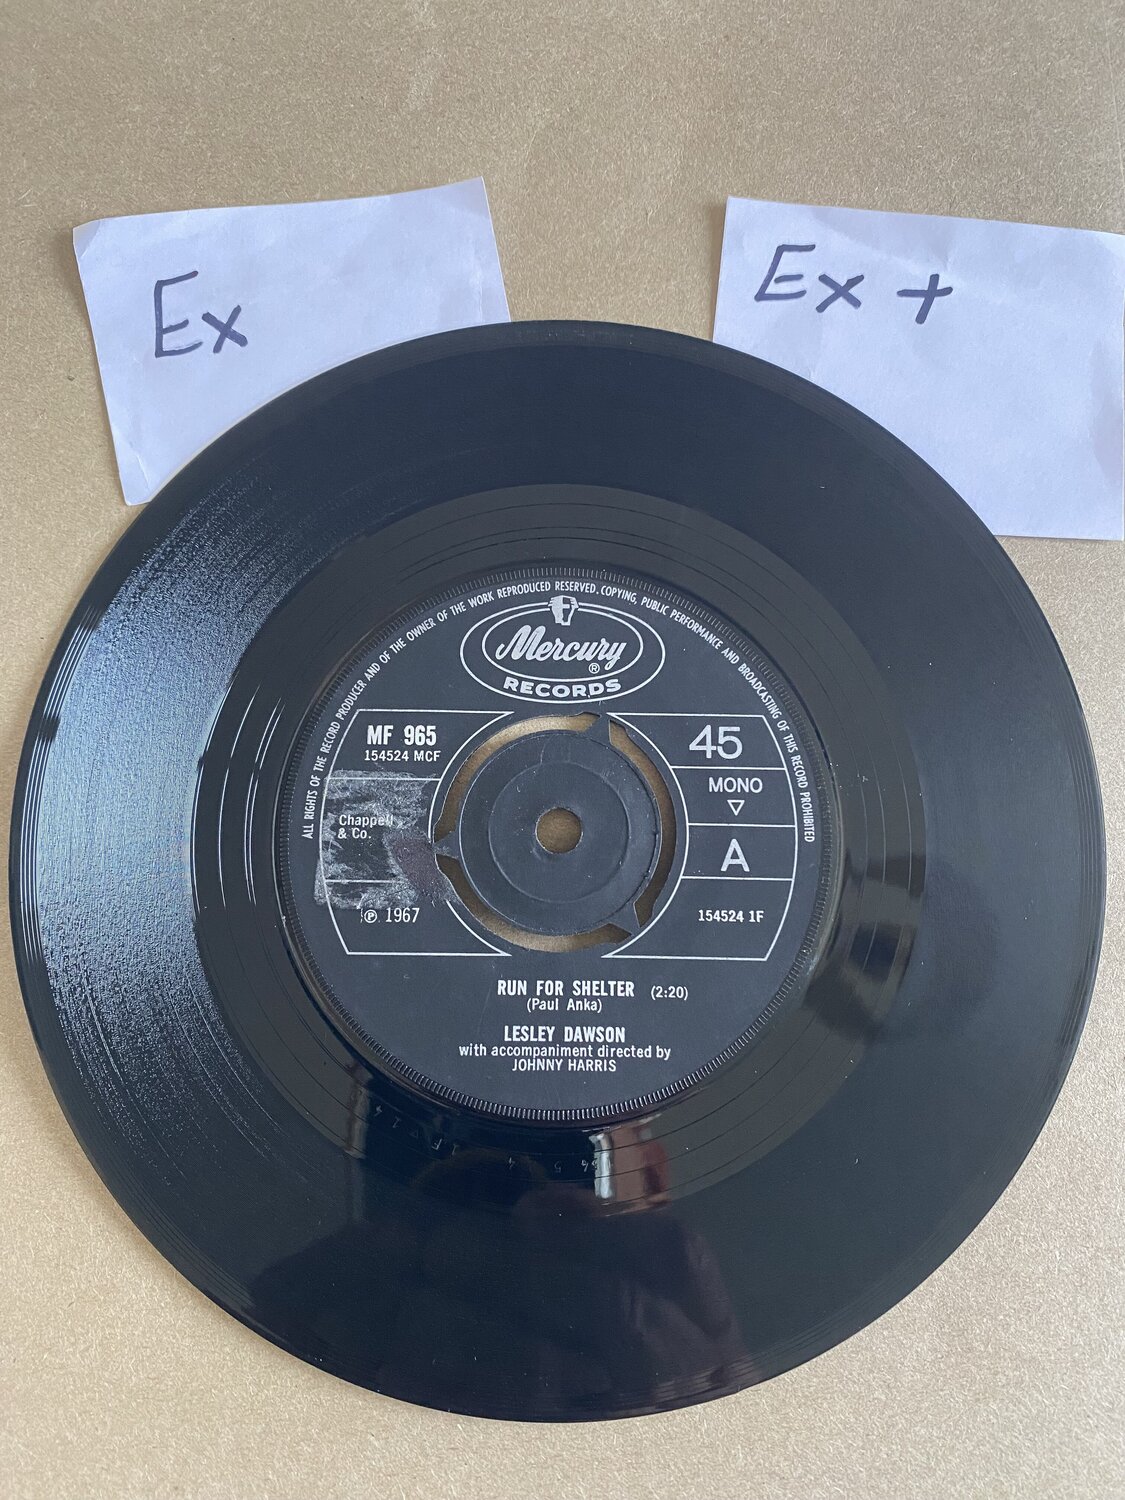 Ex
Ex +
ALL RIGHTS OF THE RECORD PRODUCER AND OF THE OWNER OF THE WORK REPRODUCED RESERVED. COPYING, PUBLIC PERFORMANCE AND BROADCASTING OF THIS RECORD PROHIBITED
Mercury ®
RECORDS
MF 965
154524 MCF
Chappell
& Co.
℗ 1967
45
MONO
▽
A
154524 1F
RUN FOR SHELTER (2:20)
(Paul Anka)
LESLEY DAWSON
with accompaniment directed by
JOHNNY HARRIS